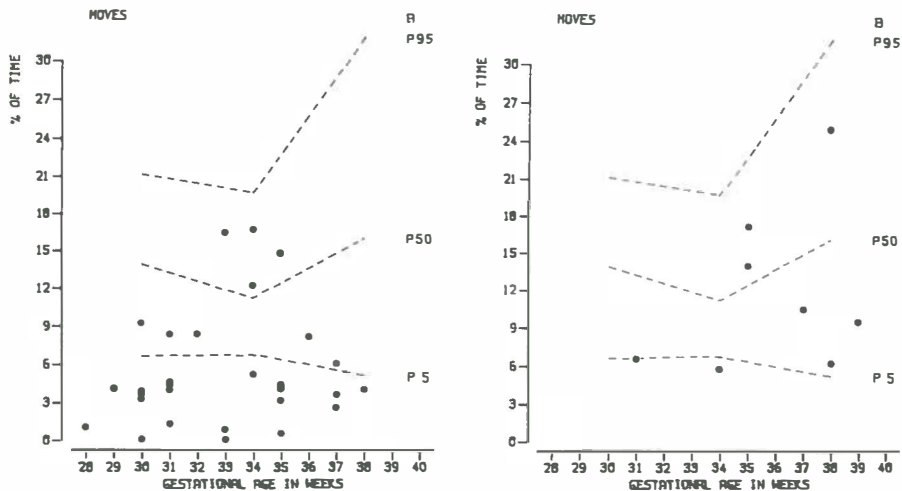 MOVES
A
P95
% OF TIME
30
27
24
21
18
15
12
9
6
3
0
P50
P 5
28 29 30 31 32 33 34 35 36 37 38 39 40
GESTATIONAL AGE IN WEEKS
MOVES
B
P95
% OF TIME
30
27
24
21
18
15
12
9
6
3
0
P50
P 5
28 29 30 31 32 33 34 35 36 37 38 39 40
GESTATIONAL AGE IN WEEKS